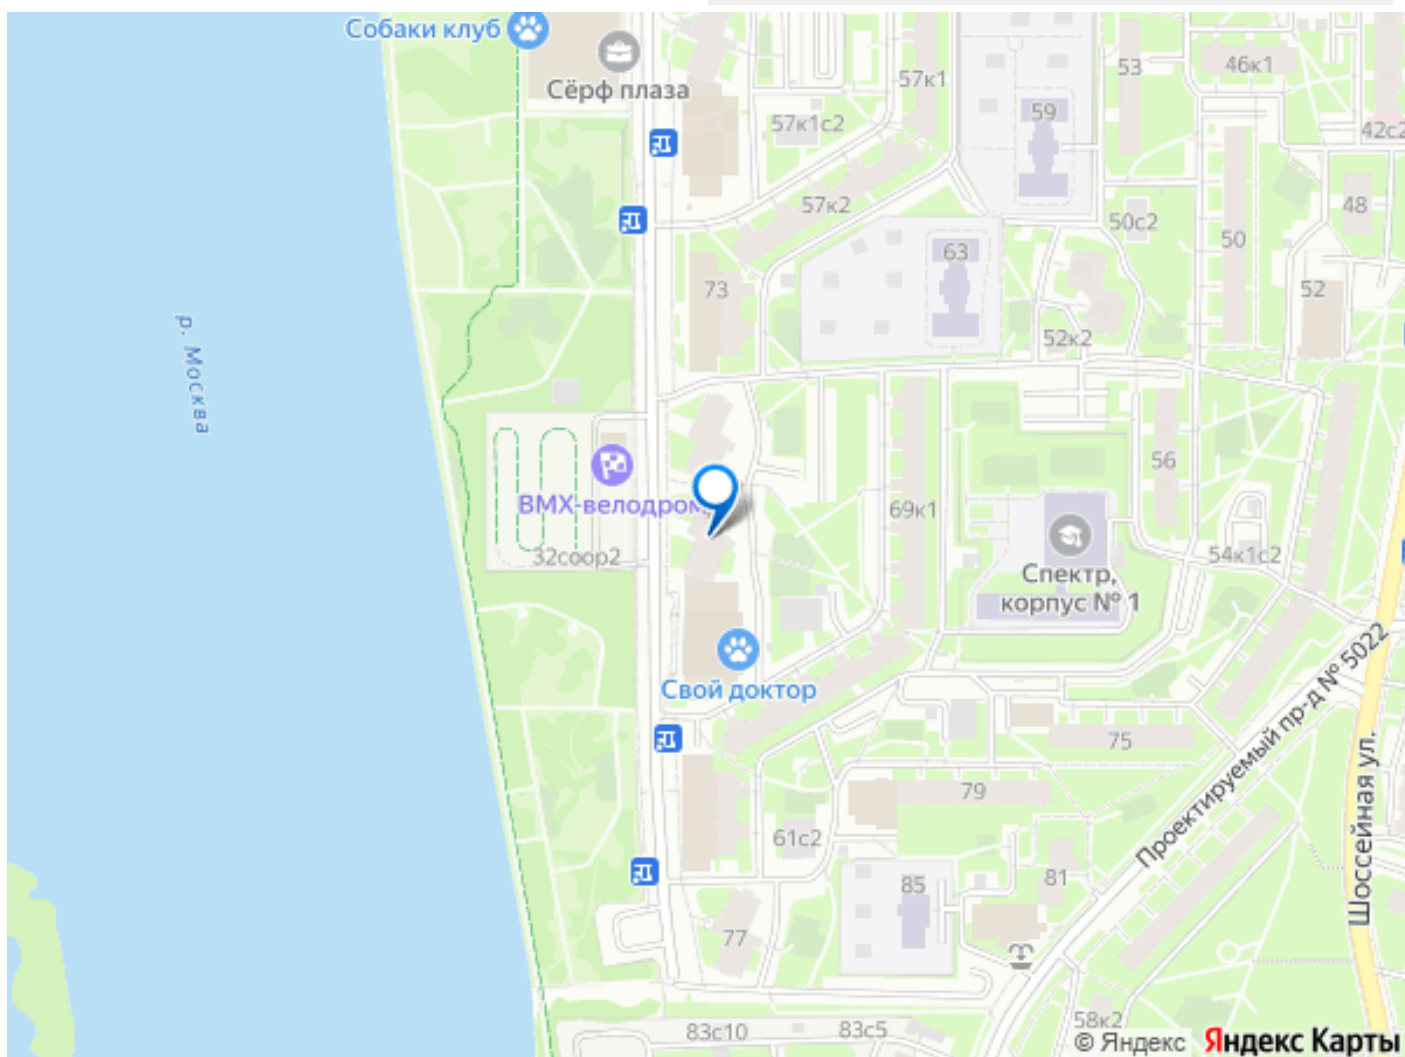 Собаки клуб
Сёрф плаза
57к1
53
46к1
59
57к1с2
42с2
57к2
48
50с2
50
63
73
52
р. Москва
52к2
56
ВМХ-велодром
69к1
32соор2
54к1с2
Спектр,
корпус № 1
Свой доктор
Проектируемый пр-д № 5022
75
Шоссейная ул.
79
61с2
81
85
77
58к2
83с10
83с5
© Яндекс
Яндекс Карты